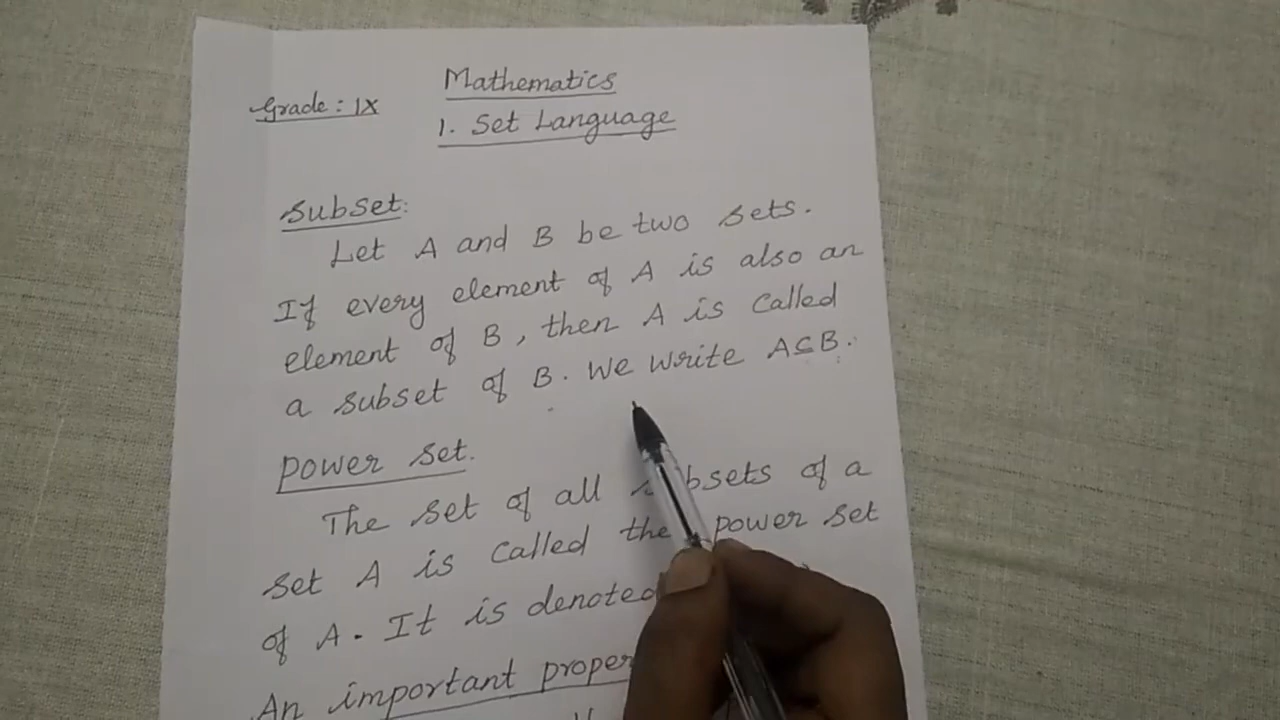 Mathematics
Grade: IX
1. Set Language
Subset:
Let A and B be two sets.
If every element of A is also an
element of B, then A is called
a subset of B. We write A⊆B.
Power set.
The set of all subsets of a
set A is called the power set
of A. It is denoted
An important